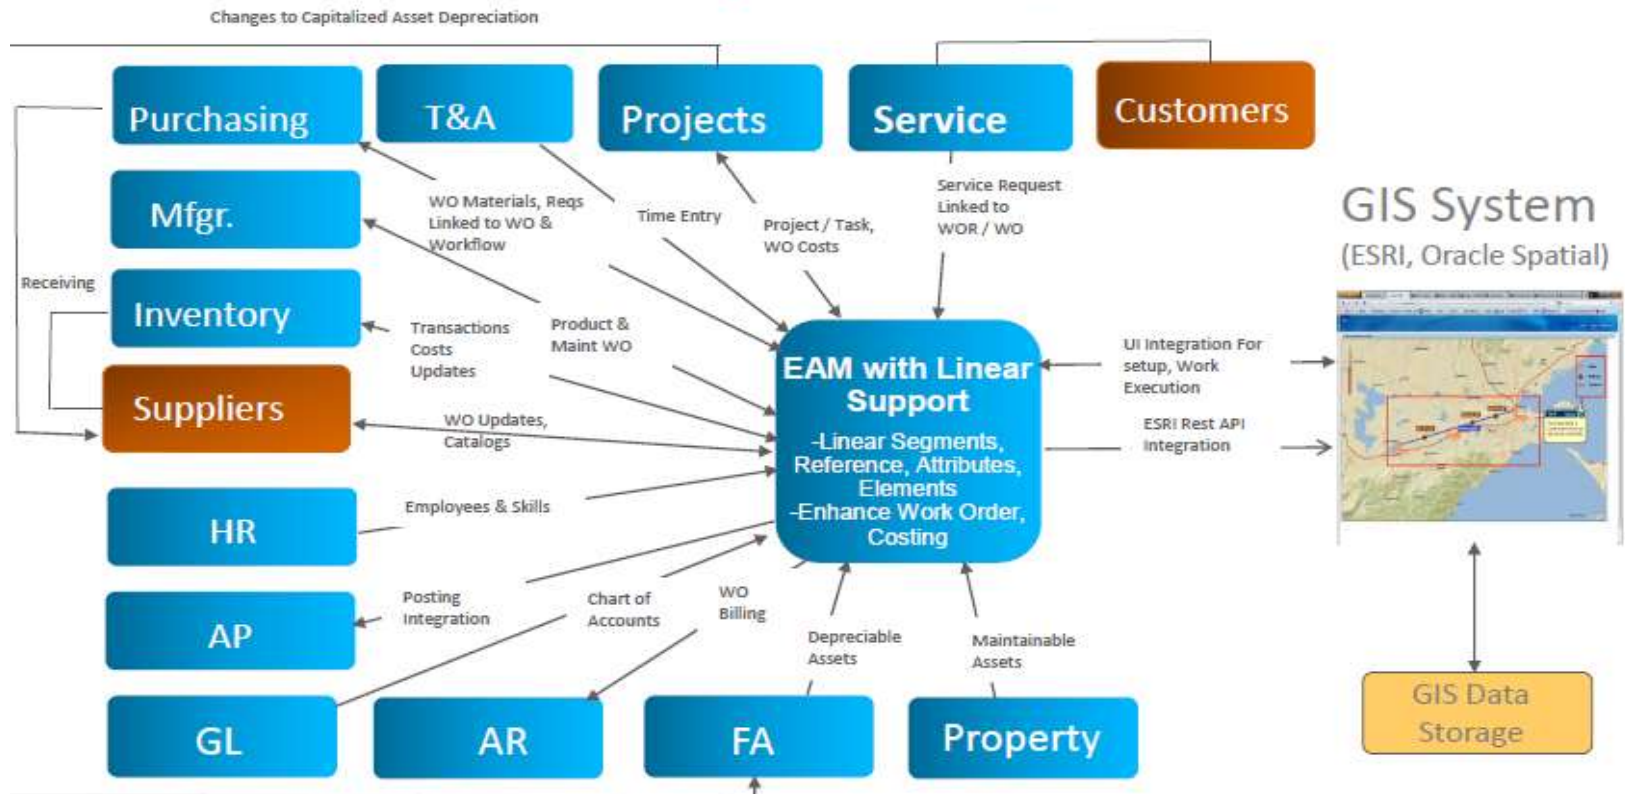 Changes to Capitalized Asset Depreciation
Purchasing
T&A
Projects
Service
Customers
Mfgr.
WO Materials, Reqs
Linked to WO &
Workflow
Time Entry
Project / Task,
WO Costs
Service Request
Linked to
WOR / WO
GIS System
(ESRI, Oracle Spatial)
Receiving
Inventory
Transactions
Costs
Updates
Product &
Maint WO
Suppliers
WO Updates,
Catalogs
EAM with Linear
Support
-Linear Segments,
Reference, Attributes,
Elements
-Enhance Work Order,
Costing
UI Integration For
setup, Work
Execution
ESRI Rest API
Integration
HR
Employees & Skills
AP
Posting
Integration
Chart of
Accounts
WO
Billing
Depreciable
Assets
Maintainable
Assets
GL
AR
FA
Property
GIS Data
Storage